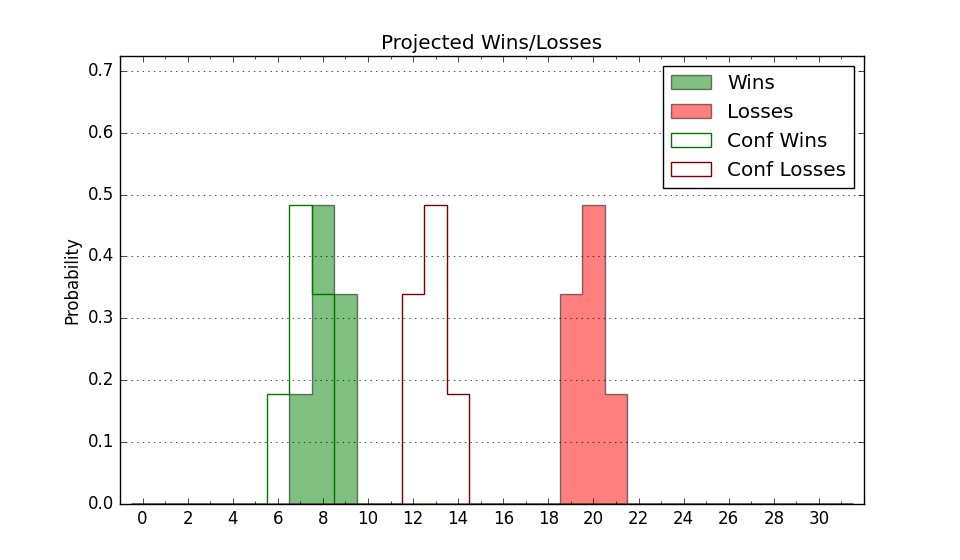 Projected Wins/Losses
Wins
Losses
Conf Wins
Conf Losses
Probability
0.7
0.6
0.5
0.4
0.3
0.2
0.1
0.0
0 2 4 6 8 10 12 14 16 18 20 22 24 26 28 30